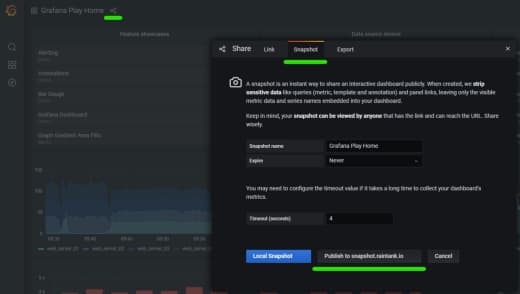 Grafana Play Home
Feature showcases
Data source demos
Alerting
Annotations
Bar Gauge
Grafana Dashboard
Graph Gradient Area Fills
Share
Link
Snapshot
Export
A snapshot is an instant way to share an interactive dashboard publicly. When created, we strip
sensitive data like queries (metric, template and annotation) and panel links, leaving only the visible
metric data and series names embedded into your dashboard.
Keep in mind, your snapshot can be viewed by anyone that has the link and can reach the URL. Share
wisely.
Snapshot name
Grafana Play Home
Expire
Never
You may need to configure the timeout value if it takes a long time to collect your dashboard's
metrics.
Timeout (seconds)
4
Local Snapshot
Publish to snapshot.raintank.io
Cancel